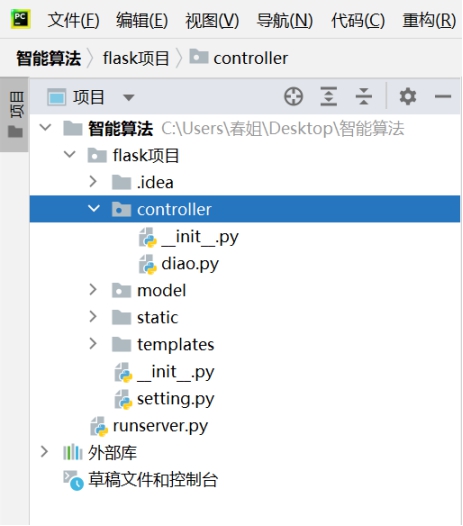 PC 文件(F) 编辑(E) 视图(V) 导航(N) 代码(C) 重构(R)
智能算法 flask项目 controller
项目
项目
智能算法 C:\Users\春姐\Desktop\智能算法
flask项目
.idea
controller
__init__.py
diao.py
model
static
templates
__init__.py
setting.py
runserver.py
外部库
草稿文件和控制台